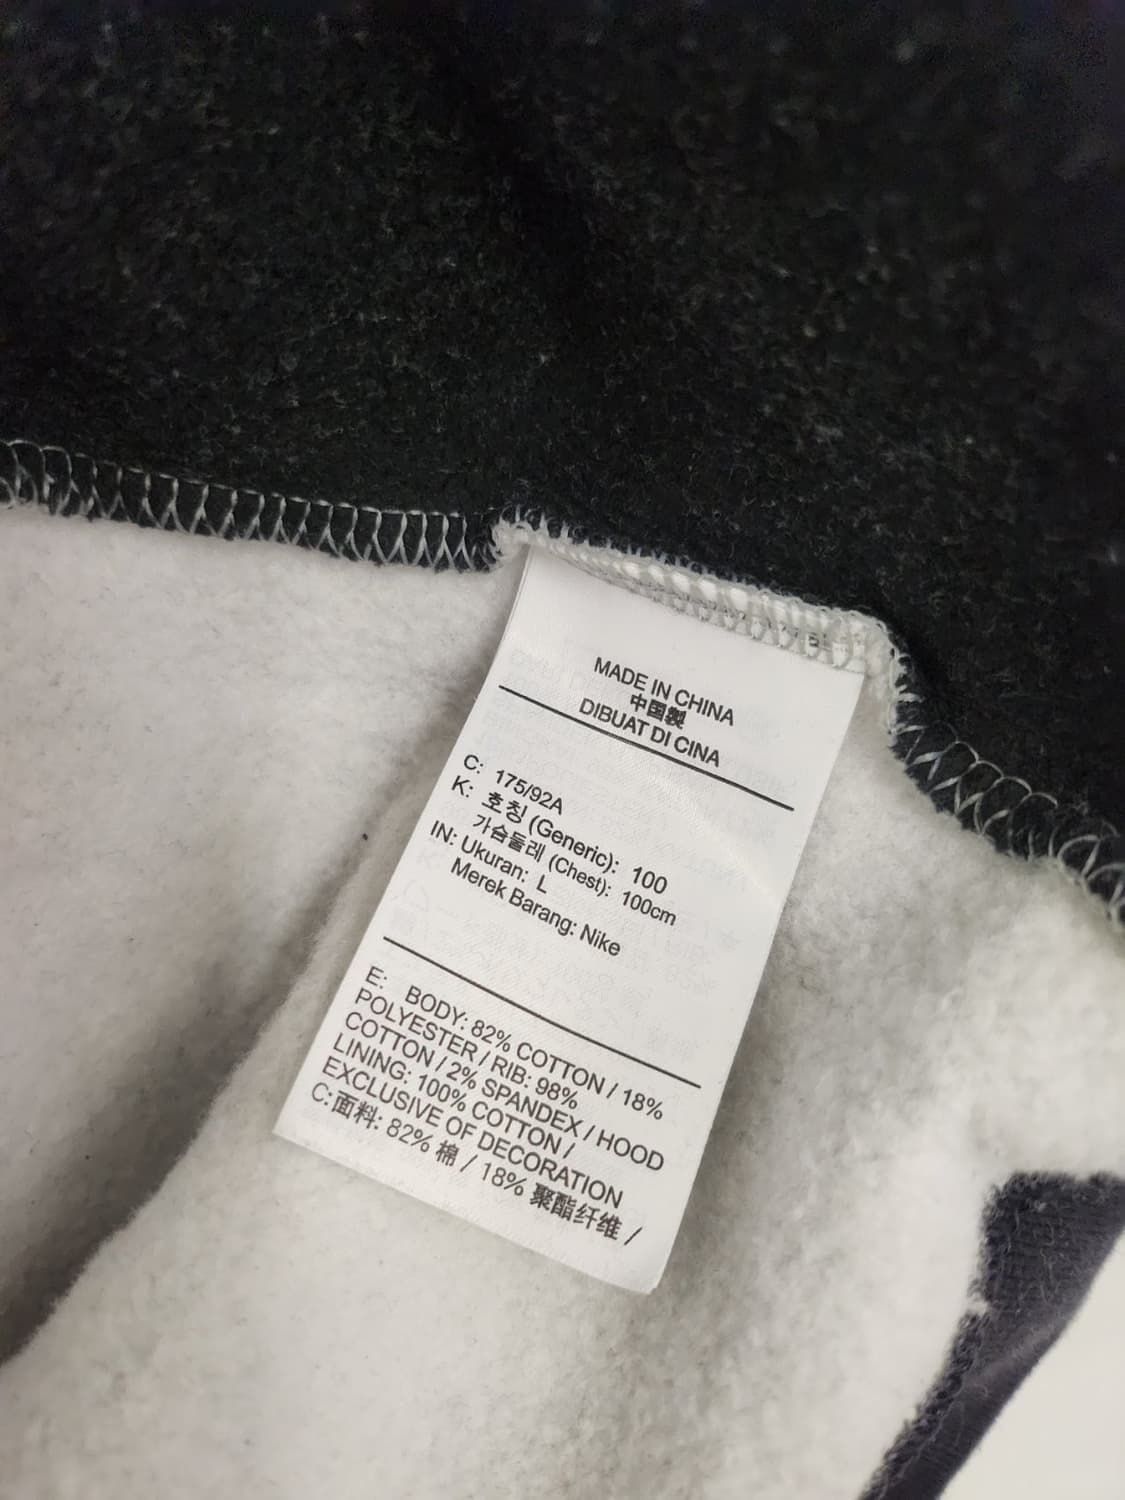 MADE IN CHINA
中国製
DIBUAT DI CINA
C: 175/92A
K: 호칭 (Generic): 100
가슴둘레 (Chest): 100cm
IN: Ukuran: L
Merek Barang: Nike
E: BODY: 82% COTTON / 18%
POLYESTER / RIB: 98%
COTTON / 2% SPANDEX / HOOD
LINING: 100% COTTON /
EXCLUSIVE OF DECORATION
C:面料: 82% 棉 / 18% 聚酯纤维 /